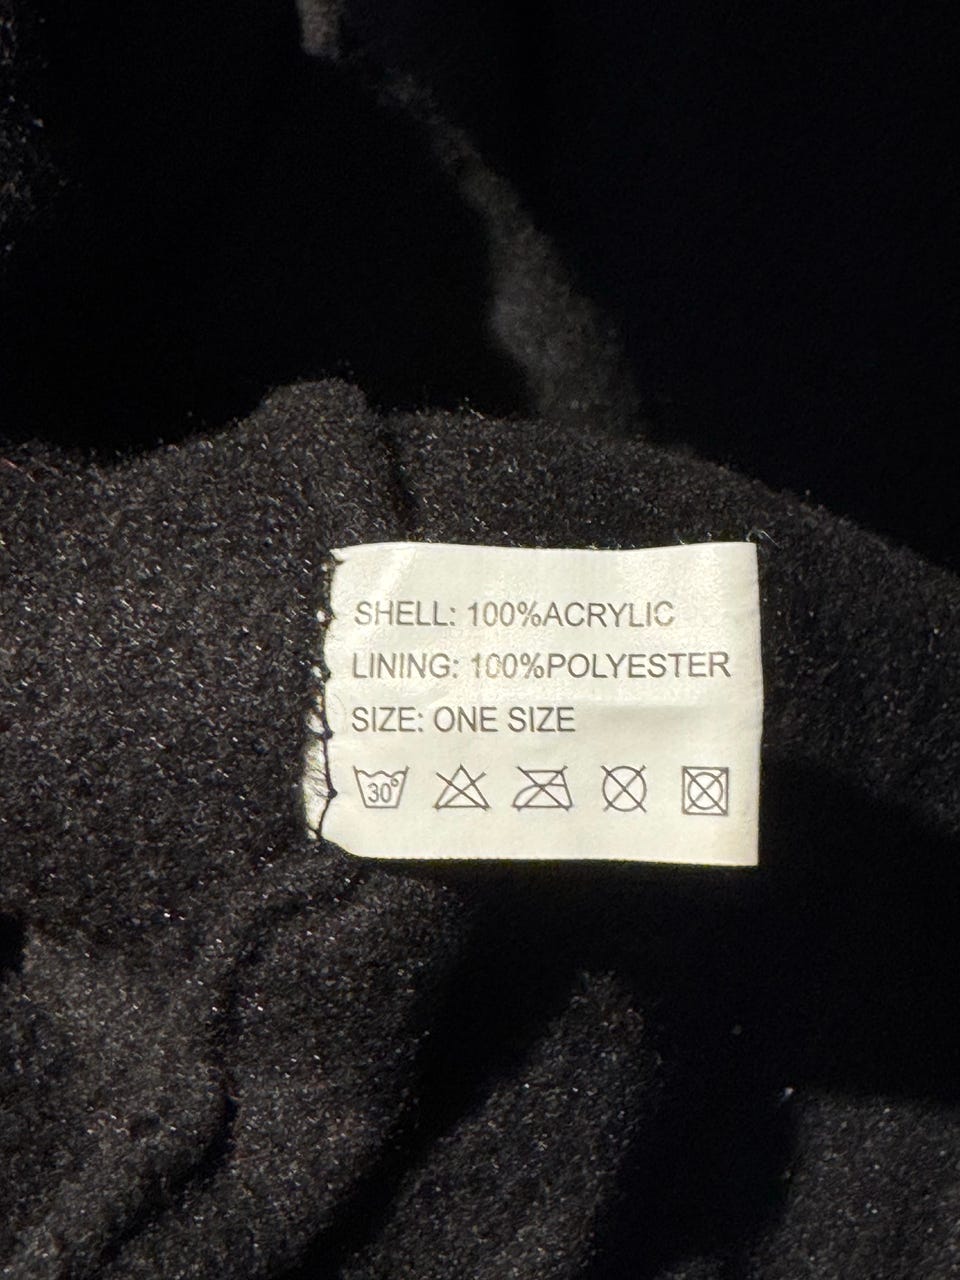 SHELL: 100%ACRYLIC
LINING: 100%POLYESTER
SIZE: ONE SIZE
30°